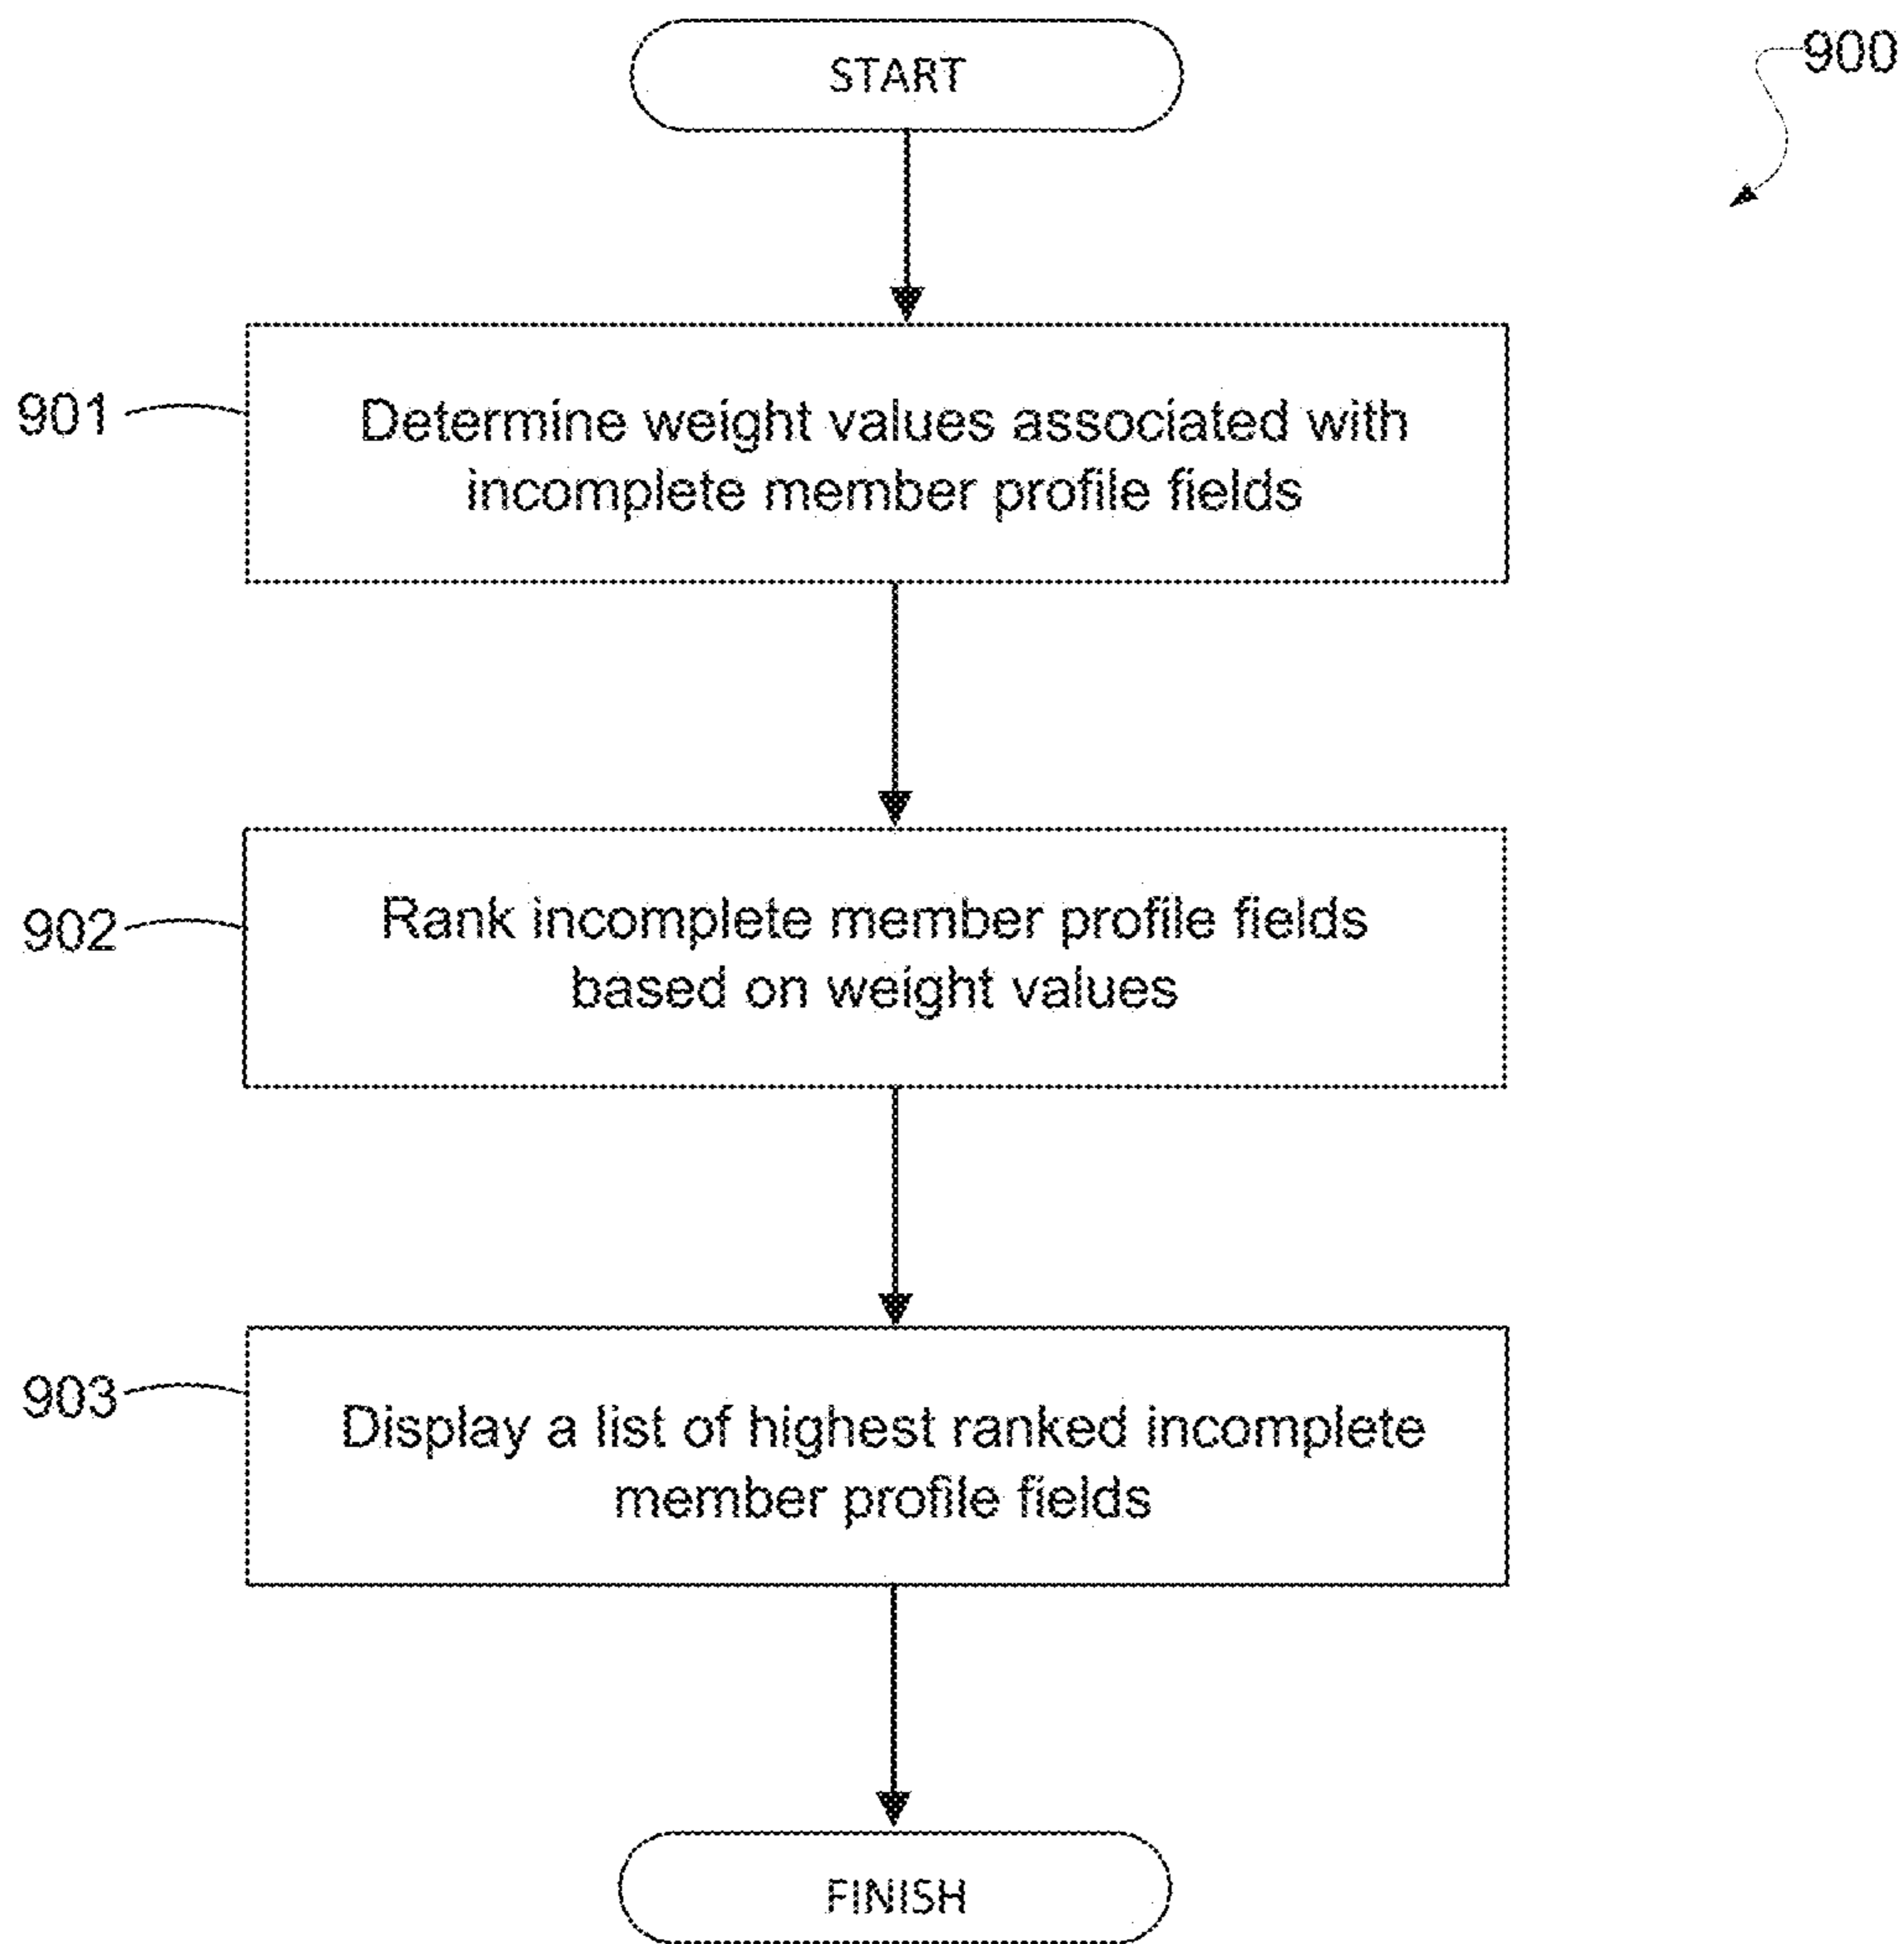 START
900
901
Determine weight values associated with
incomplete member profile fields
902
Rank incomplete member profile fields
based on weight values
903
Display a list of highest ranked incomplete
member profile fields
FINISH